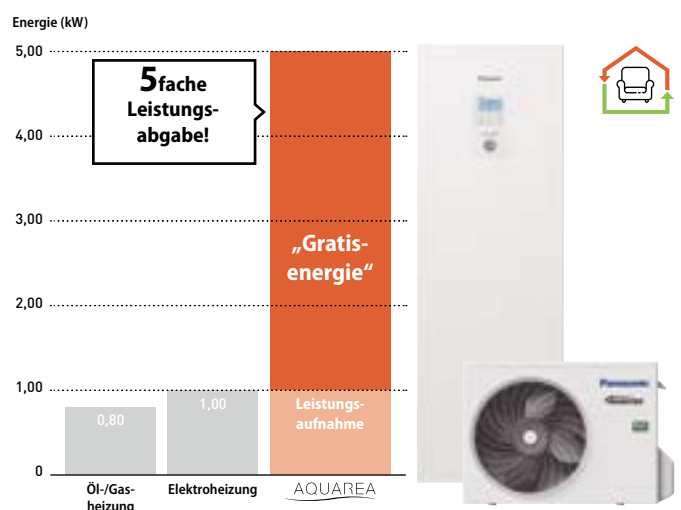 Energie (kW)
5,00
5fache
Leistungs-
abgabe!
4,00
3,00
„Gratis-
energie“
2,00
1,00
0,80
1,00
Leistungs-
aufnahme
0
Öl-/Gas-
heizung
Elektroheizung
AQUAREA
Panasonic
Panasonic